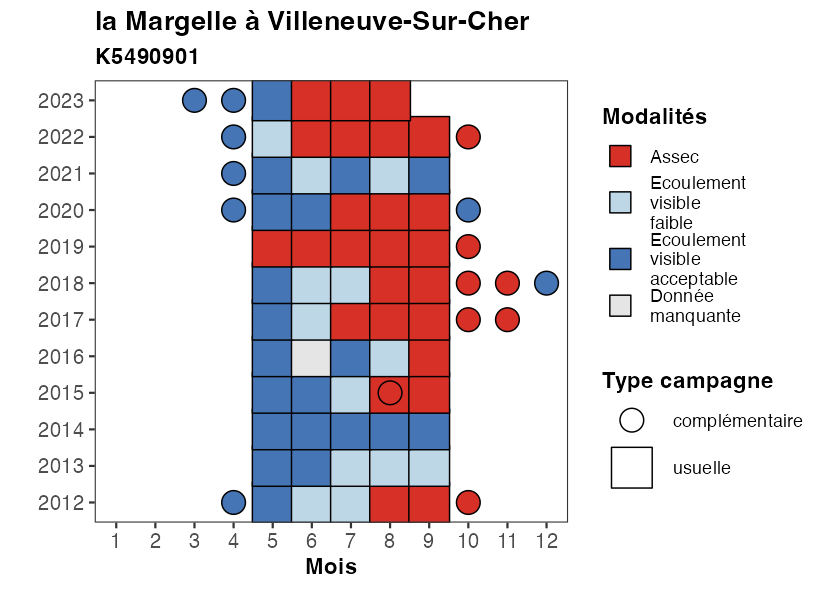 la Margelle à Villeneuve-Sur-Cher
K5490901
2023
2022
2021
2020
2019
2018
2017
2016
2015
2014
2013
2012
1 2 3 4 5 6 7 8 9 10 11 12
Mois
Modalités
Assec
Ecoulement
visible
faible
Ecoulement
visible
acceptable
Donnée
manquante
Type campagne
complémentaire
usuelle